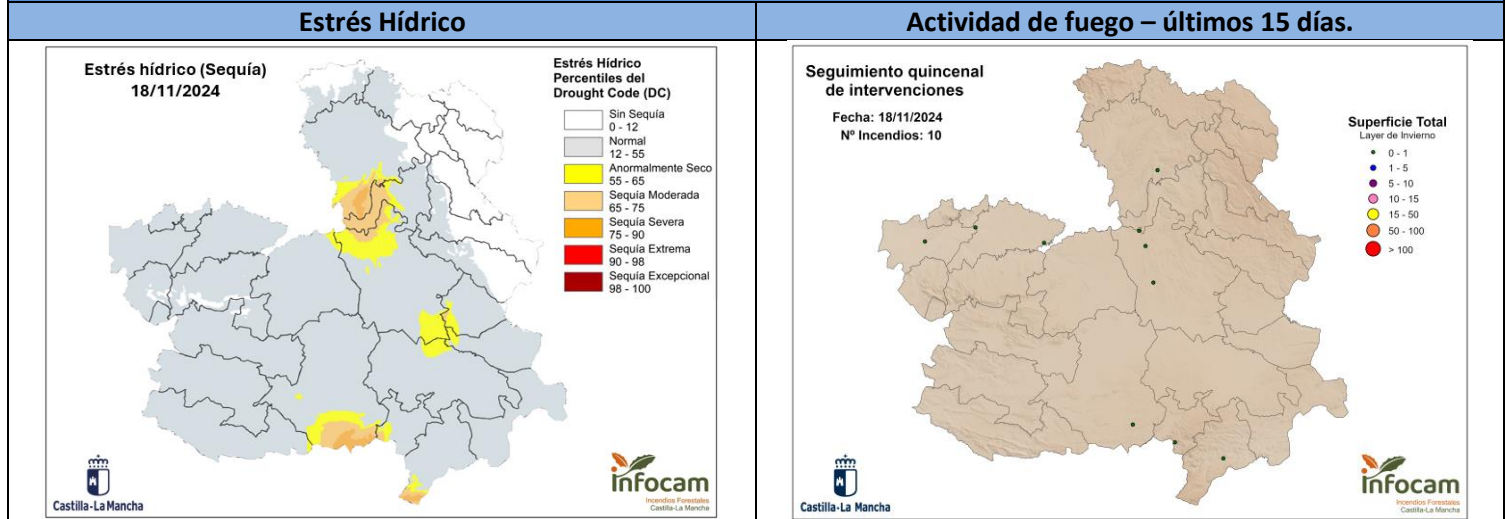 Estrés Hídrico
Actividad de fuego – últimos 15 días.
Estrés hídrico (Sequía)
18/11/2024
Estrés Hídrico
Percentiles del
Drought Code (DC)
Sin Sequía
0 - 12
Normal
12 - 55
Anormalmente Seco
55 - 65
Sequía Moderada
65 - 75
Sequía Severa
75 - 90
Sequía Extrema
90 - 98
Sequía Excepcional
98 - 100
Castilla-La Mancha
infocam
Incendios Forestales
Castilla-La Mancha
Seguimiento quincenal
de intervenciones
Fecha: 18/11/2024
Nº Incendios: 10
Superficie Total
Layer de Invierno
0 - 1
1 - 5
5 - 10
10 - 15
15 - 50
50 - 100
> 100
Castilla-La Mancha
infocam
Incendios Forestales
Castilla-La Mancha